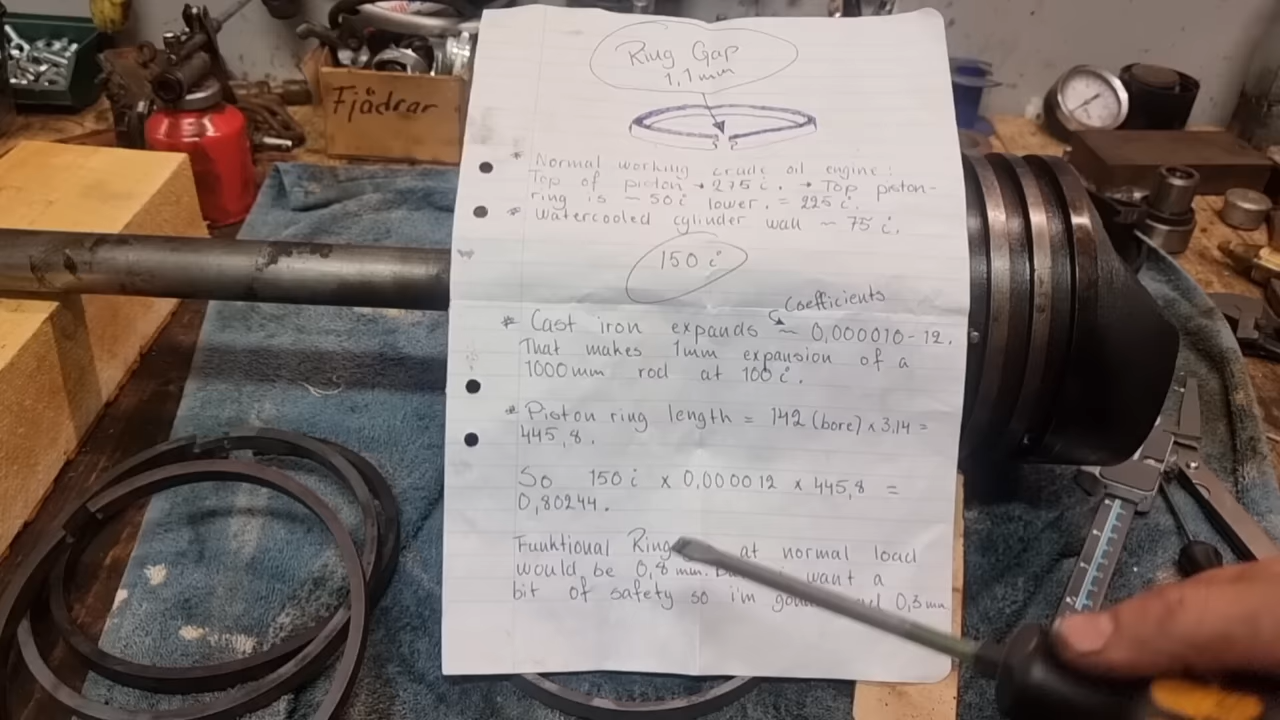 Ring Gap
1,1mm
Fjädrar
* Normal working crude oil engine:
Top of piston → 275 c. → Top piston-
ring is ~ 50 c lower. = 225 c.
* Watercooled cylinder wall ~ 75 c.
150 c
Coefficients
* Cast iron expands ~ 0,000010-12.
That makes 1mm expansion of a
1000mm rod at 100 c.
* Piston ring length = 142 (bore) x 3.14 =
445,8.
So 150 c x 0,000012 x 445,8 =
0,80244.
Funktional Ring at normal load
would be 0,8 mm. i want a
bit of safety so i'm 0,3 mm